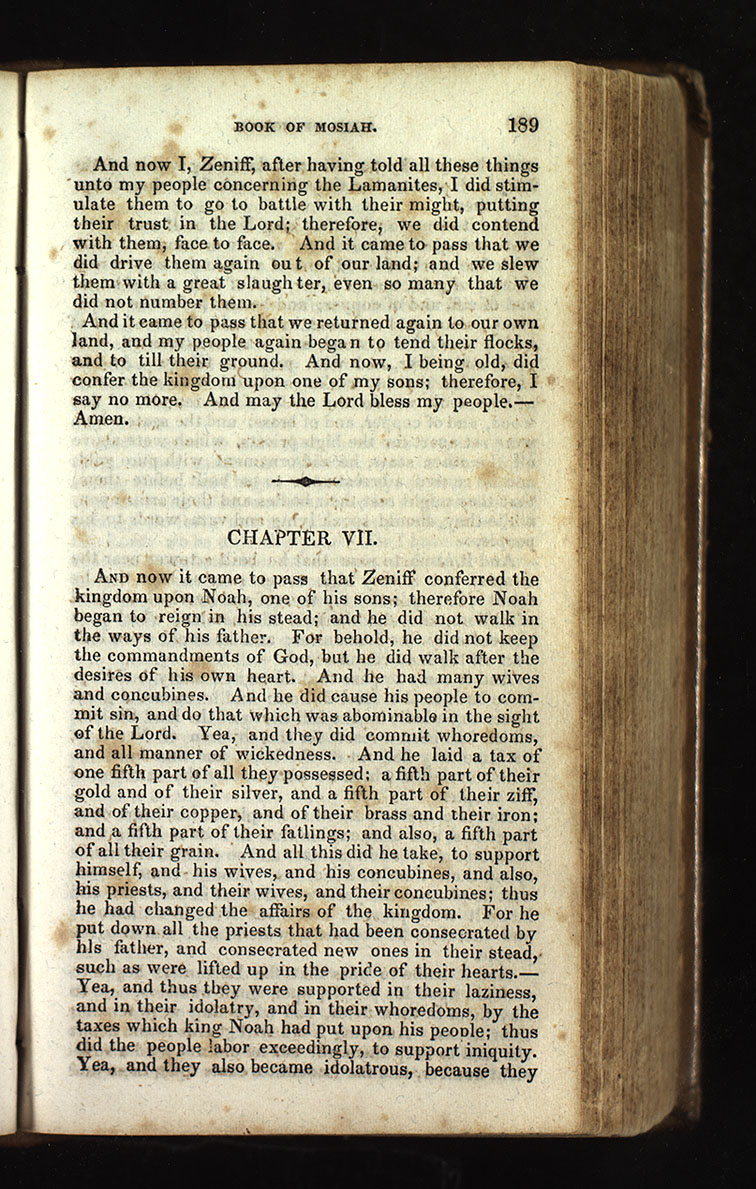 BOOK OF MOSIAH. 189
And now I, Zeniff, after having told all these things
unto my people concerning the Lamanites, I did stim-
ulate them to go to battle with their might, putting
their trust in the Lord; therefore, we did contend
with them, face to face. And it came to pass that we
did drive them again out of our land; and we slew
them with a great slaughter, even so many that we
did not number them.
And it came to pass that we returned again to our own
land, and my people again began to tend their flocks,
and to till their ground. And now, I being old, did
confer the kingdom upon one of my sons; therefore, I
say no more. And may the Lord bless my people.—
Amen.
CHAPTER VII.
AND NOW it came to pass that Zeniff conferred the
kingdom upon Noah, one of his sons; therefore Noah
began to reign in his stead; and he did not walk in
the ways of his father. For behold, he did not keep
the commandments of God, but he did walk after the
desires of his own heart. And he had many wives
and concubines. And he did cause his people to com-
mit sin, and do that which was abominable in the sight
of the Lord. Yea, and they did commit whoredoms,
and all manner of wickedness. And he laid a tax of
one fifth part of all they possessed; a fifth part of their
gold and of their silver, and a fifth part of their ziff,
and of their copper, and of their brass and their iron;
and a fifth part of their fatlings; and also, a fifth part
of all their grain. And all this did he take, to support
himself, and his wives, and his concubines, and also,
his priests, and their wives, and their concubines; thus
he had changed the affairs of the kingdom. For he
put down all the priests that had been consecrated by
his father, and consecrated new ones in their stead,
such as were lifted up in the pride of their hearts.—
Yea, and thus they were supported in their laziness,
and in their idolatry, and in their whoredoms, by the
taxes which king Noah had put upon his people; thus
did the people labor exceedingly, to support iniquity.
Yea, and they also became idolatrous, because they